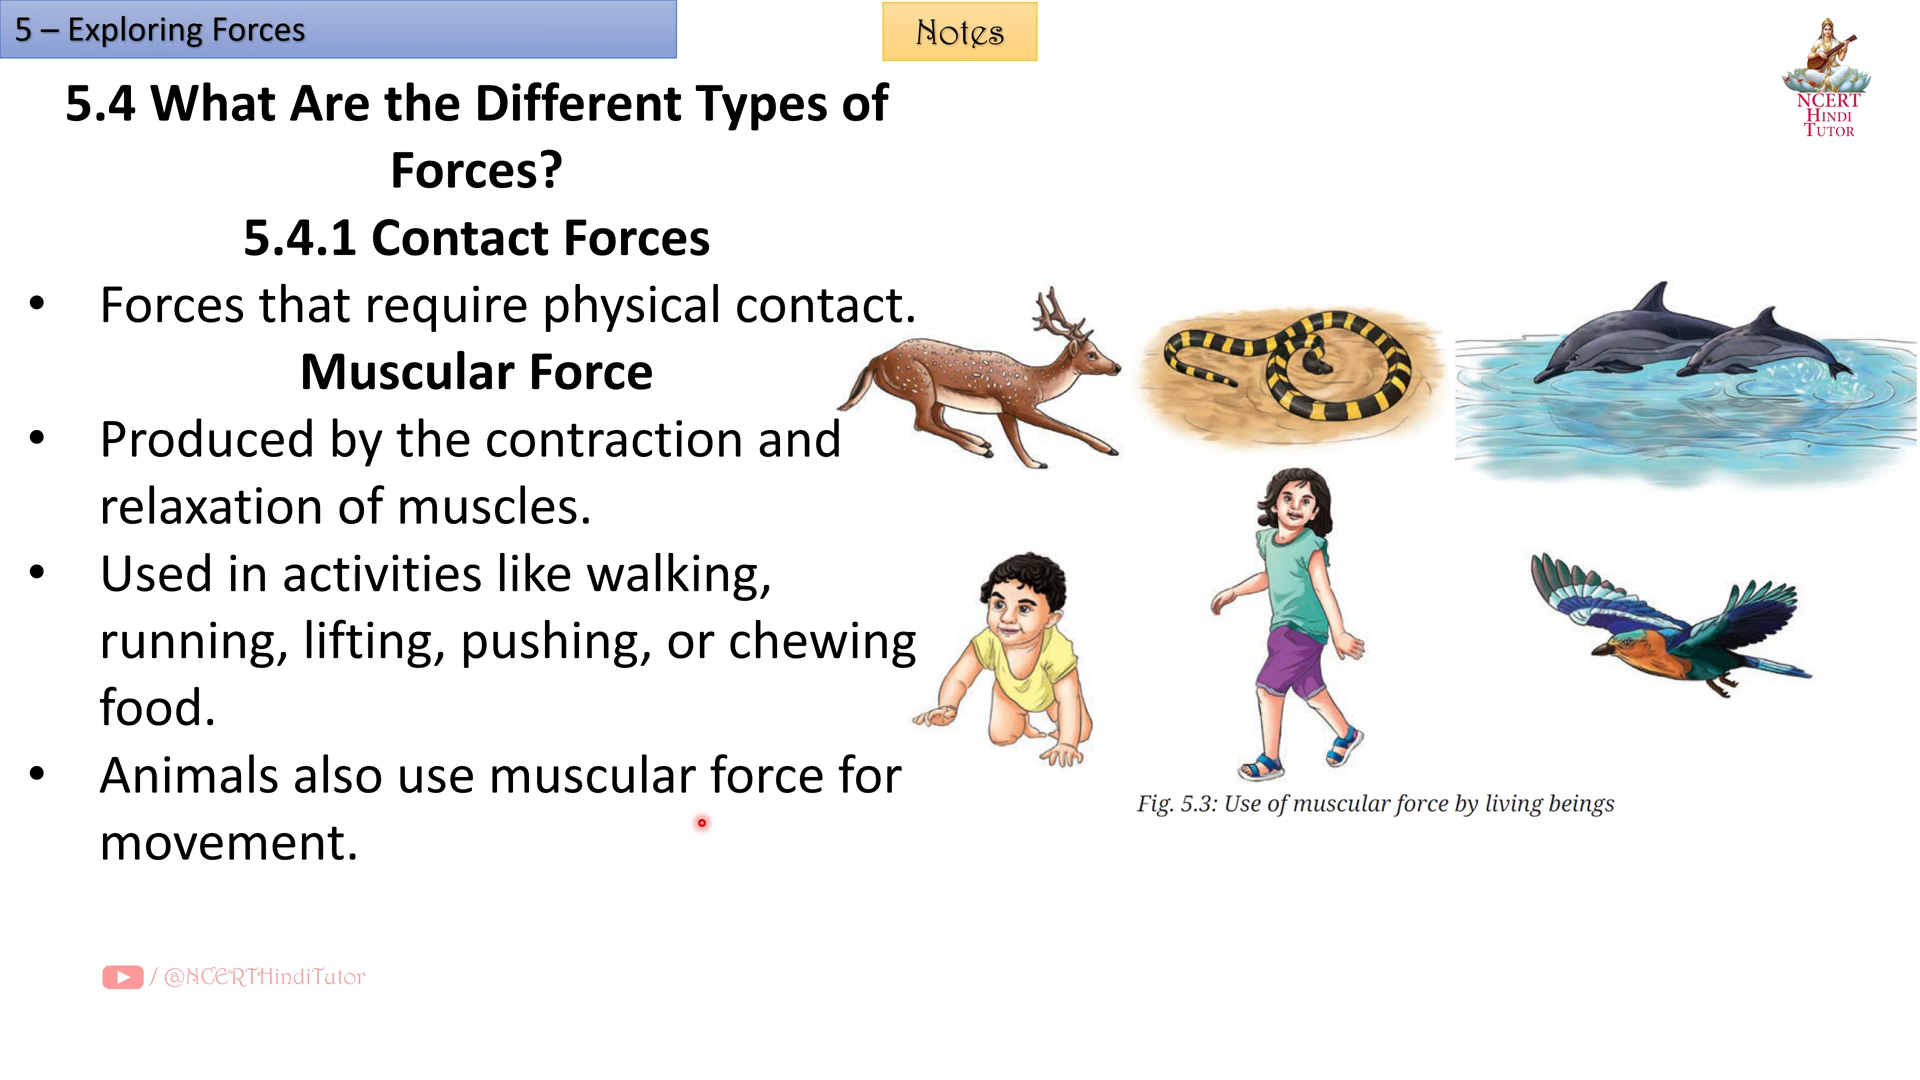 5 – Exploring Forces
Notes
NCERT
HINDI
TUTOR
5.4 What Are the Different Types of
Forces?
5.4.1 Contact Forces
• Forces that require physical contact.
Muscular Force
• Produced by the contraction and
relaxation of muscles.
• Used in activities like walking,
running, lifting, pushing, or chewing
food.
• Animals also use muscular force for
movement.
Fig. 5.3: Use of muscular force by living beings
/ @NCERTHindiTutor